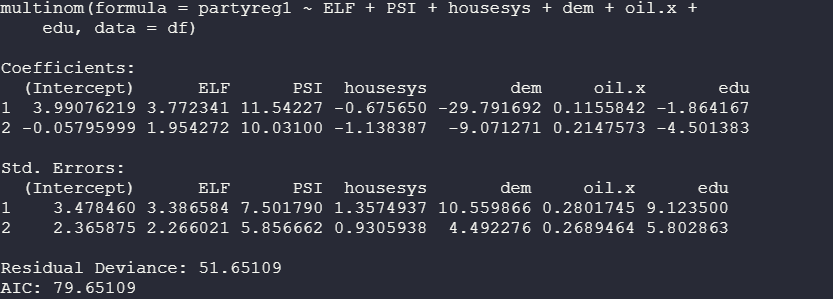 multinom(formula = partyreg1 ~ ELF + PSI + housesys + dem + oil.x +
edu, data = df)
Coefficients:
(Intercept) ELF PSI housesys dem oil.x edu
1 3.99076219 3.772341 11.54227 -0.675650 -29.791692 0.1155842 -1.864167
2 -0.05795999 1.954272 10.03100 -1.138387 -9.071271 0.2147573 -4.501383
Std. Errors:
(Intercept) ELF PSI housesys dem oil.x edu
1 3.478460 3.386584 7.501790 1.3574937 10.559866 0.2801745 9.123500
2 2.365875 2.266021 5.856662 0.9305938 4.492276 0.2689464 5.802863
Residual Deviance: 51.65109
AIC: 79.65109